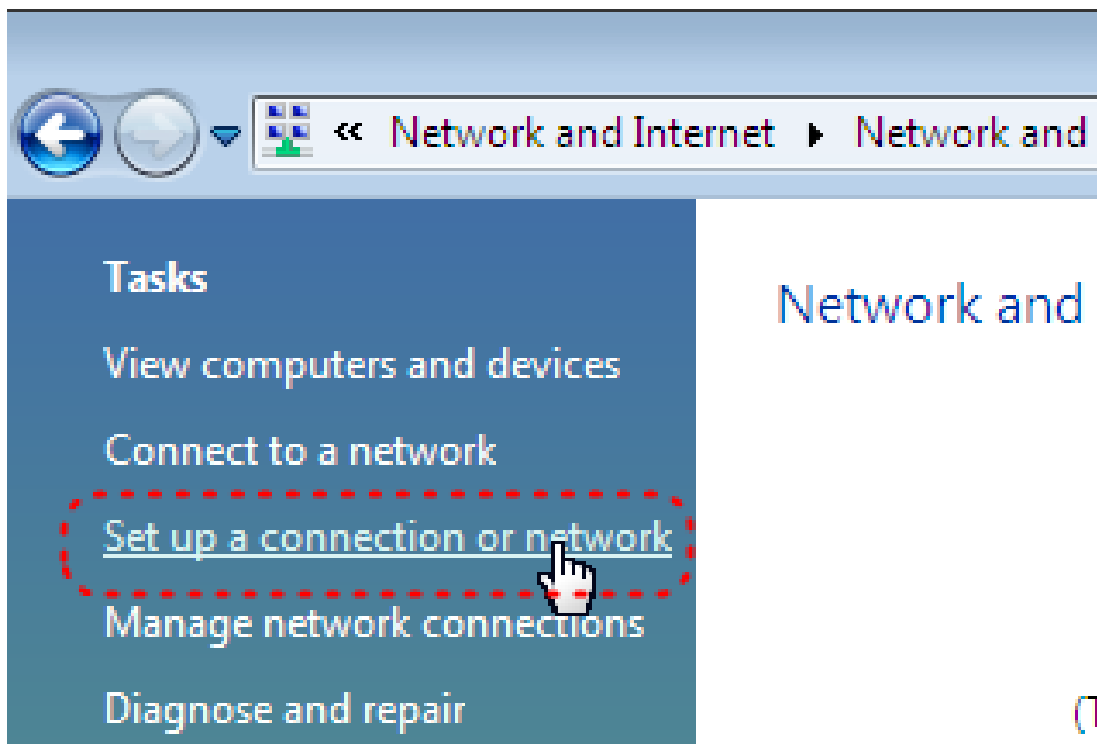 « Network and Internet ▸ Network and
Tasks
Network and
View computers and devices
Connect to a network
Set up a connection or network
Manage network connections
Diagnose and repair